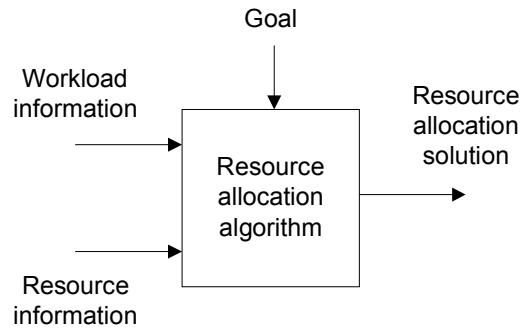 Goal
Workload
information
Resource
allocation
solution
Resource
allocation
algorithm
Resource
information